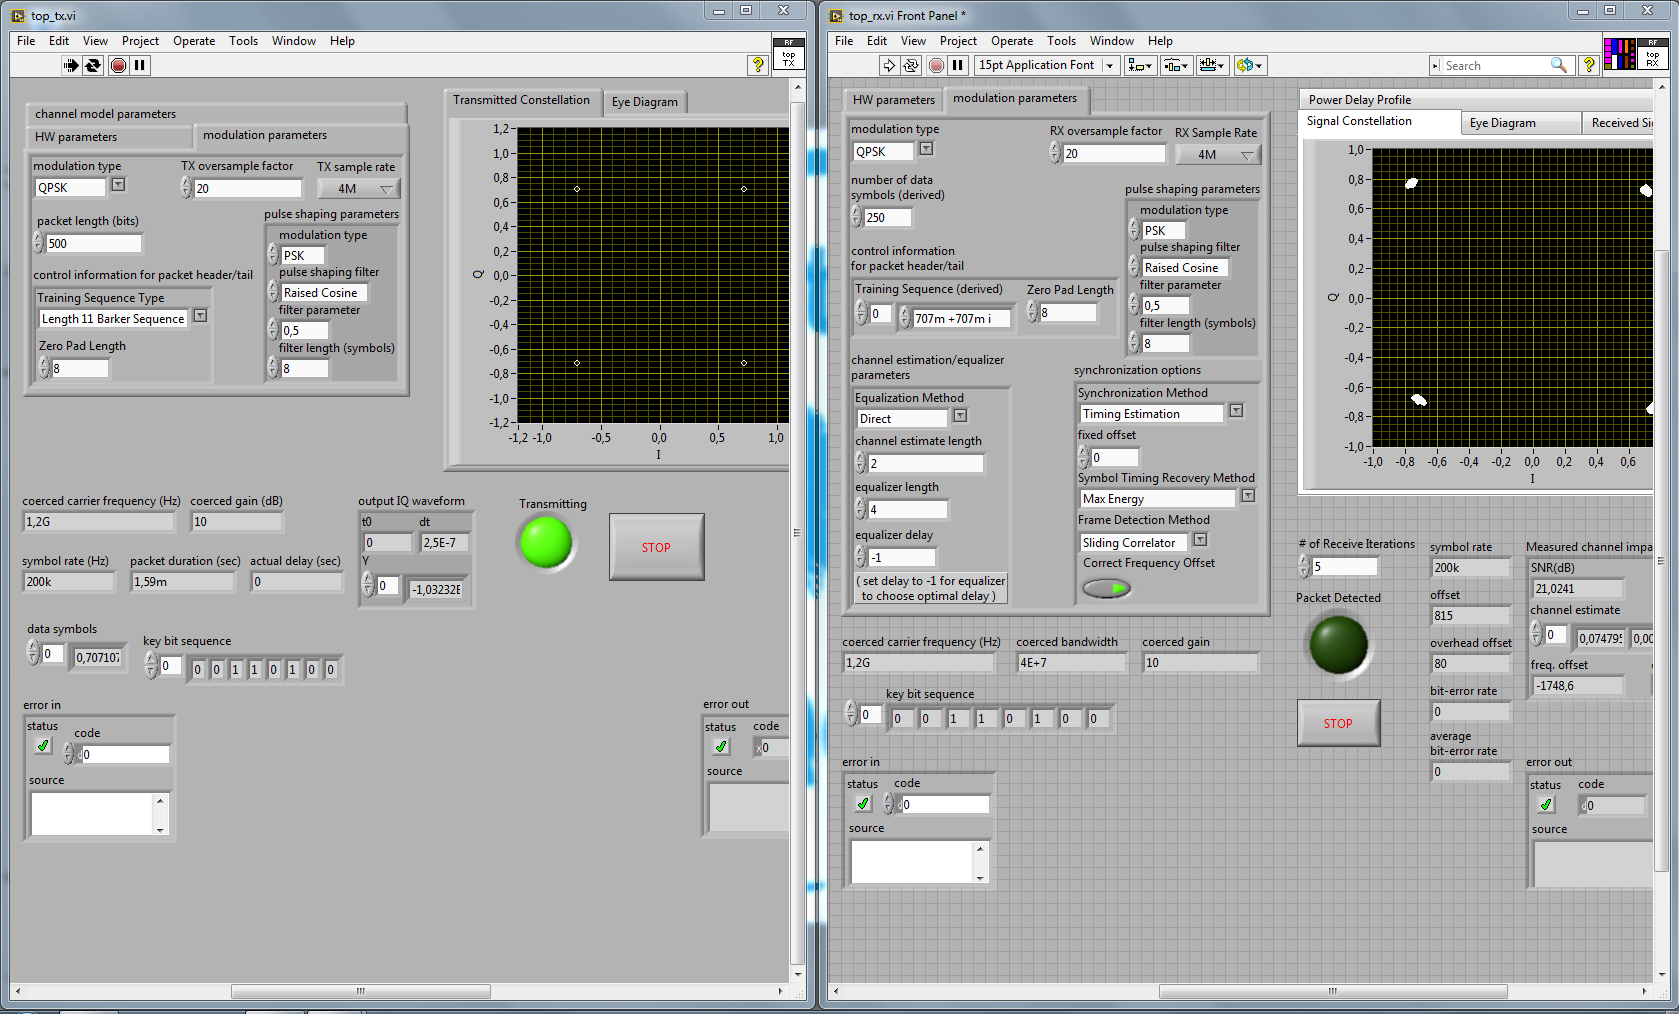 top_tx.vi
File Edit View Project Operate Tools Window Help
RF
top
TX
channel model parameters
HW parameters
modulation parameters
modulation type
QPSK
TX oversample factor
20
TX sample rate
4M
packet length (bits)
500
pulse shaping parameters
modulation type
PSK
pulse shaping filter
Raised Cosine
filter parameter
0,5
filter length (symbols)
8
control information for packet header/tail
Training Sequence Type
Length 11 Barker Sequence
Zero Pad Length
8
Transmitted Constellation
Eye Diagram
1,2
1,0
0,8
0,6
0,4
0,2
0,0
-0,2
-0,4
-0,6
-0,8
-1,0
-1,2
Q
-1,2 -1,0 -0,5 0,0 0,5 1,0
I
coerced carrier frequency (Hz)
1,2G
coerced gain (dB)
10
output IQ waveform
t0
0
dt
2,5E-7
Y
0
-1,03232E
Transmitting
STOP
symbol rate (Hz)
200k
packet duration (sec)
1,59m
actual delay (sec)
0
data symbols
0
0,707107
key bit sequence
0
0 0 1 1 0 1 0 0
error in
status
code
0
source
error out
status
code
0
source
top_rx.vi Front Panel *
File Edit View Project Operate Tools Window Help
15pt Application Font
Search
RF
top
RX
HW parameters
modulation parameters
modulation type
QPSK
RX oversample factor
20
RX Sample Rate
4M
number of data
symbols (derived)
250
control information
for packet header/tail
Training Sequence (derived)
0
707m +707m i
Zero Pad Length
8
pulse shaping parameters
modulation type
PSK
pulse shaping filter
Raised Cosine
filter parameter
0,5
filter length (symbols)
8
channel estimation/equalizer
parameters
Equalization Method
Direct
channel estimate length
2
equalizer length
4
equalizer delay
-1
( set delay to -1 for equalizer
to choose optimal delay )
synchronization options
Synchronization Method
Timing Estimation
fixed offset
0
Symbol Timing Recovery Method
Max Energy
Frame Detection Method
Sliding Correlator
Correct Frequency Offset
Power Delay Profile
Signal Constellation
Eye Diagram
Received Si
1,0
0,8
0,6
0,4
0,2
0,0
-0,2
-0,4
-0,6
-0,8
-1,0
Q
-1,0 -0,8 -0,6 -0,4 -0,2 0,0 0,2 0,4 0,6
I
coerced carrier frequency (Hz)
1,2G
coerced bandwidth
4E+7
coerced gain
10
key bit sequence
0
0 0 1 1 0 1 0 0
error in
status
code
0
source
# of Receive Iterations
5
Packet Detected
STOP
symbol rate
200k
offset
815
overhead offset
80
bit-error rate
0
average
bit-error rate
0
Measured channel impa
SNR(dB)
21,0241
channel estimate
0
0,07479
0,00
freq. offset
-1748,6
error out
status
code
0
source